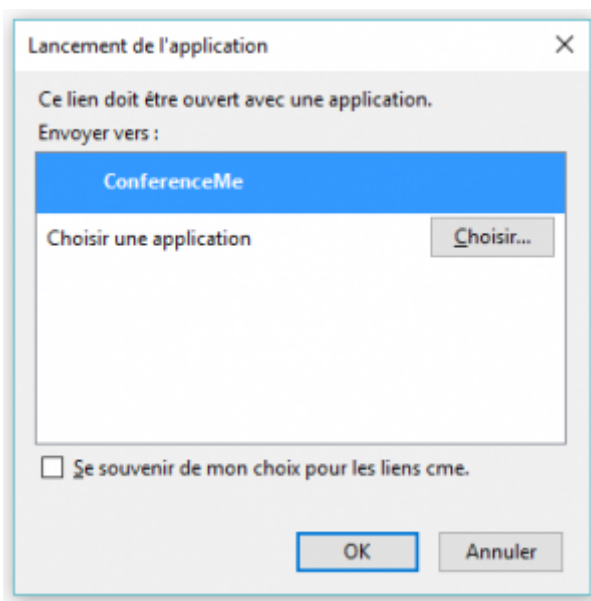 Lancement de l'application
Ce lien doit être ouvert avec une application.
Envoyer vers :
ConferenceMe
Choisir une application
Choisir...
Se souvenir de mon choix pour les liens cme.
OK
Annuler